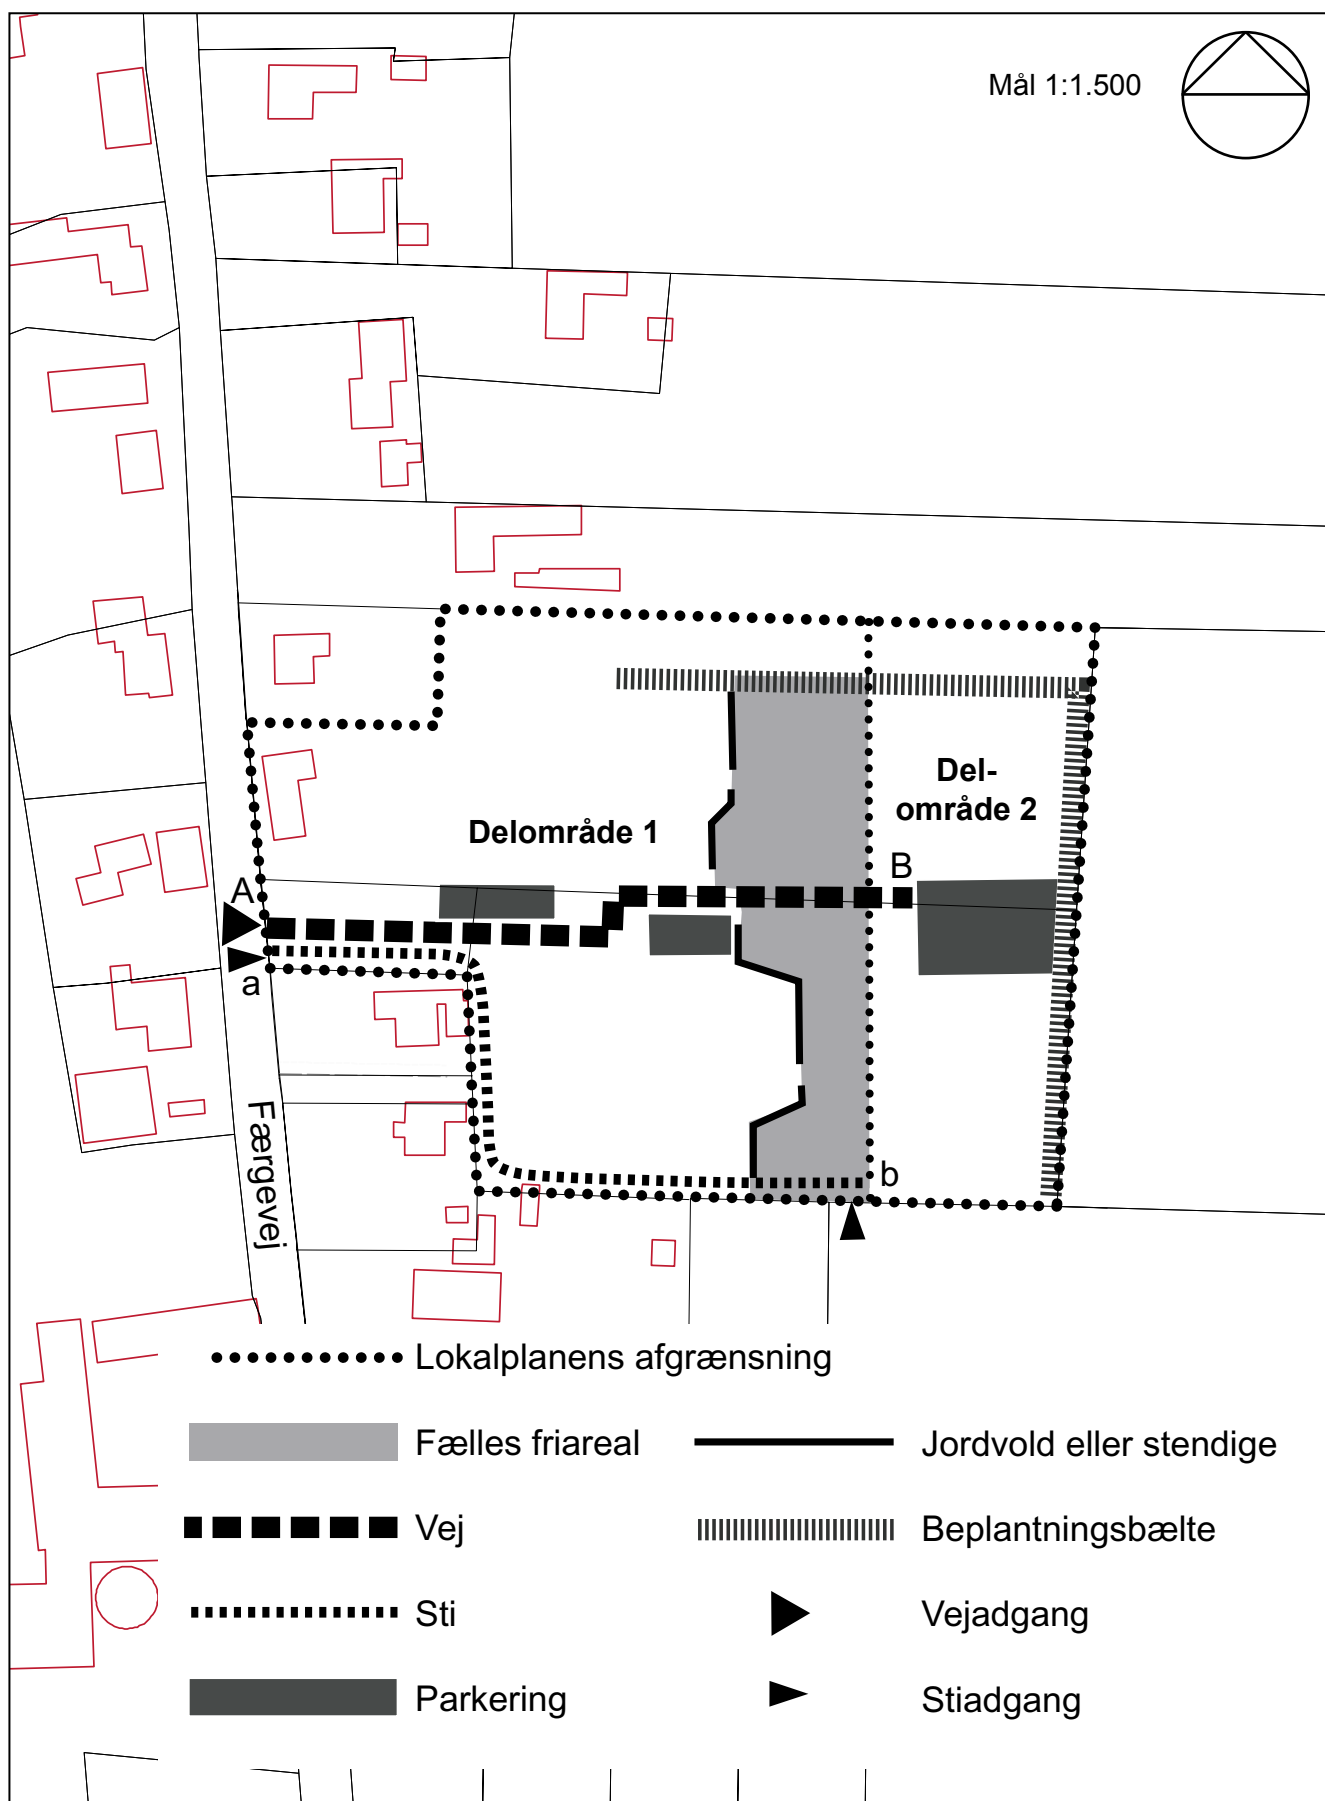 Mål 1:1.500
Del-
område 2
Delområde 1
B
A
a
b
Færgevej
Lokalplanens afgrænsning
Fælles friareal
Jordvold eller stendige
Vej
Beplantningsbælte
Sti
Vejadgang
Parkering
Stiadgang